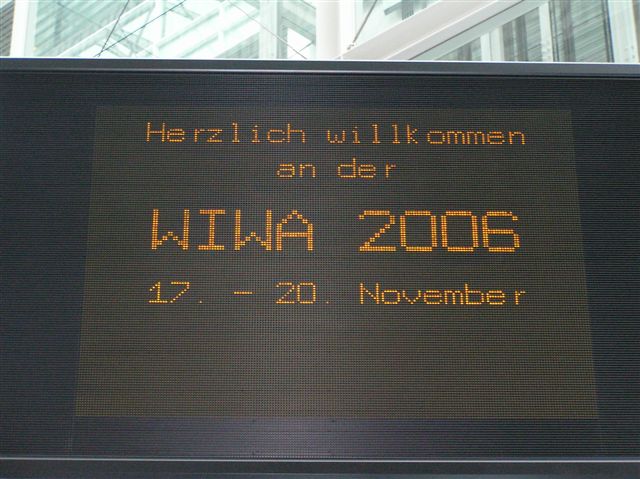 Herzlich willkommen
an der
WIWA 2006
17. - 20. November